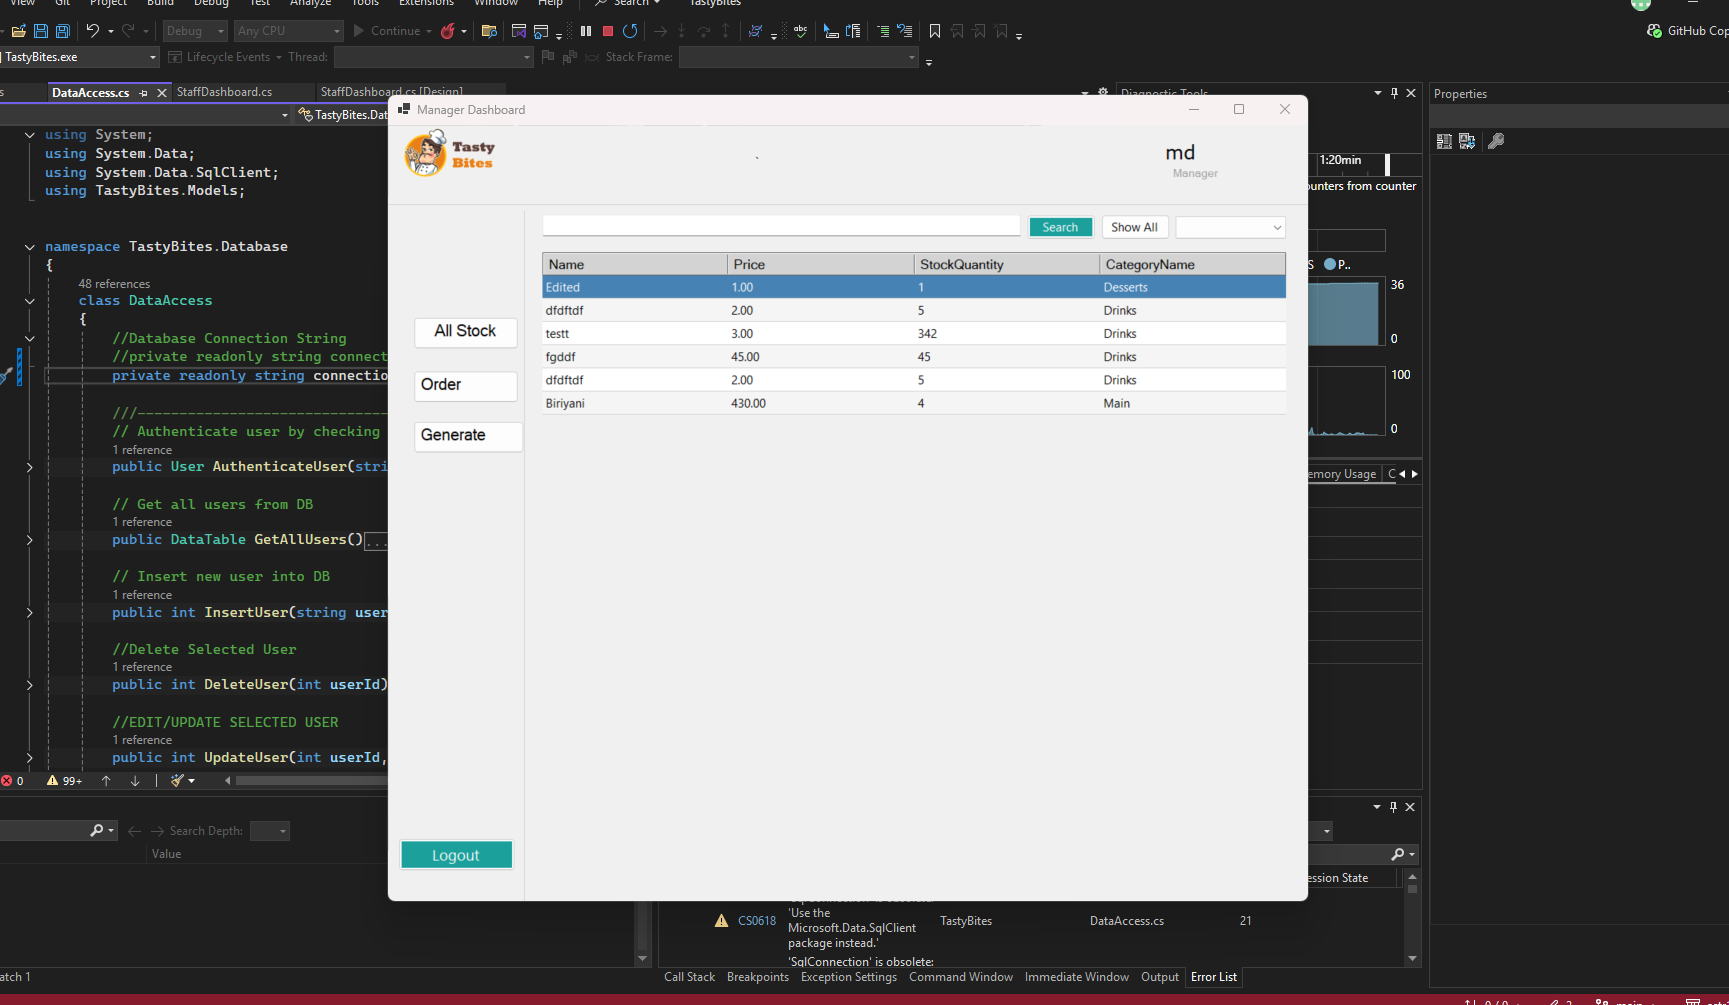 View Git Project Build Debug Test Analyze Tools Extensions Window Help Search TastyBites
Debug Any CPU Continue GitHub Cop
TastyBites.exe Lifecycle Events Thread: Stack Frame:
DataAccess.cs StaffDashboard.cs StaffDashboard.cs [Design] Diagnostic Tools Properties
TastyBites.Dat
Manager Dashboard
Tasty
Bites
md
Manager
Search Show All
Name Price StockQuantity CategoryName
Edited 1.00 1 Desserts
dfdftdf 2.00 5 Drinks
testt 3.00 342 Drinks
fgddf 45.00 45 Drinks
dfdftdf 2.00 5 Drinks
Biriyani 430.00 4 Main
All Stock
Order
Generate
Logout
using System;
using System.Data;
using System.Data.SqlClient;
using TastyBites.Models;
namespace TastyBites.Database
{
48 references
class DataAccess
{
//Database Connection String
//private readonly string connect
private readonly string connectio
///------------------------------
// Authenticate user by checking
1 reference
public User AuthenticateUser(stri
// Get all users from DB
1 reference
public DataTable GetAllUsers()...
// Insert new user into DB
1 reference
public int InsertUser(string user
//Delete Selected User
1 reference
public int DeleteUser(int userId)
//EDIT/UPDATE SELECTED USER
1 reference
public int UpdateUser(int userId,
0 99+
Search Depth:
Value
atch 1
1:20min
ounters from counter
S P..
36
0
100
0
emory Usage C
ession State
CS0618 'Use the Microsoft.Data.SqlClient package instead.' TastyBites DataAccess.cs 21
'SqlConnection' is obsolete:
Call Stack Breakpoints Exception Settings Command Window Immediate Window Output Error List